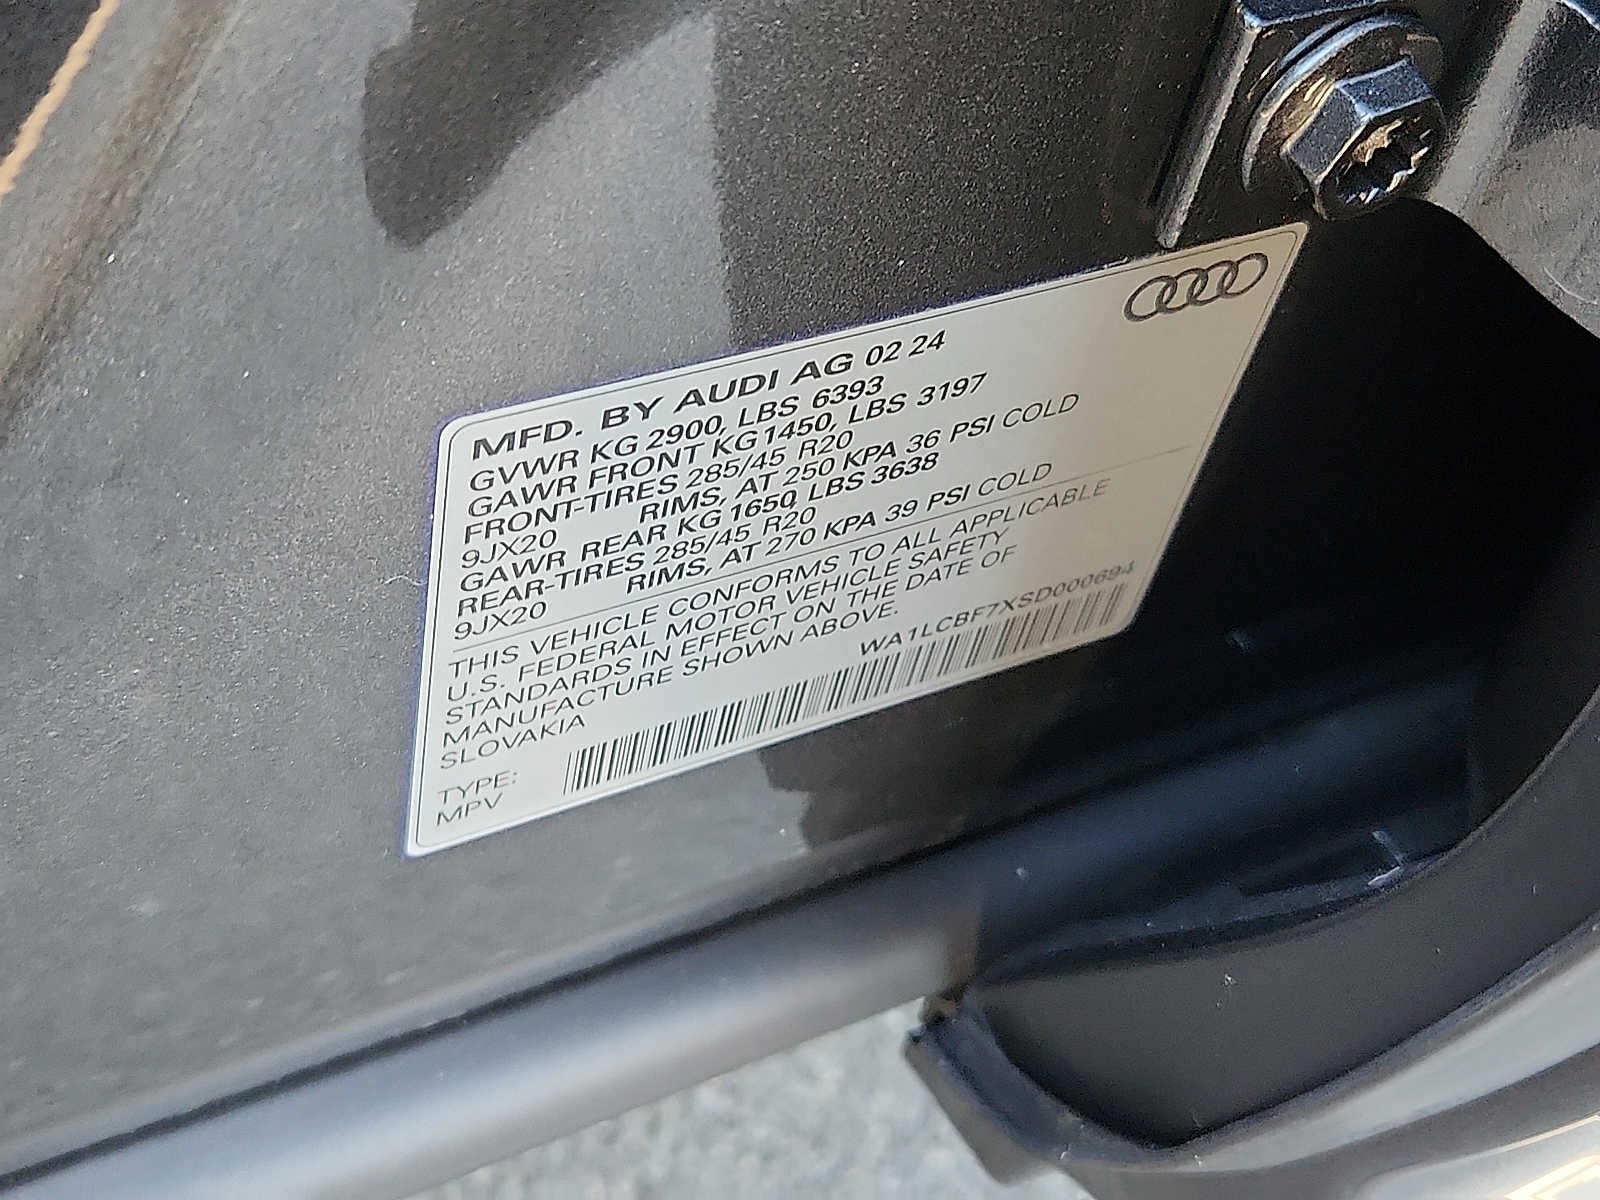 MFD. BY AUDI AG 02 24
GVWR KG 2900, LBS 6393
GAWR FRONT KG 1450, LBS 3197
FRONT-TIRES 285/45 R20
9JX20 RIMS, AT 250 KPA 36 PSI COLD
GAWR REAR KG 1650, LBS 3638
REAR-TIRES 285/45 R20
9JX20 RIMS, AT 270 KPA 39 PSI COLD
THIS VEHICLE CONFORMS TO ALL APPLICABLE
U.S. FEDERAL MOTOR VEHICLE SAFETY
STANDARDS IN EFFECT ON THE DATE OF
MANUFACTURE SHOWN ABOVE.
SLOVAKIA
WA1LCBF7XSD000694
TYPE:
MPV